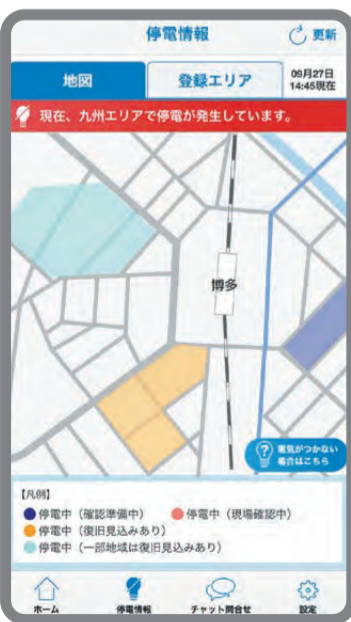 停電情報
更新
地図
登録エリア
09月27日
14:45現在
現在、九州エリアで停電が発生しています。
博多
?
電気がつかない
場合はこちら
【凡例】
停電中（確認準備中） 停電中（現場確認中）
停電中（復旧見込みあり）
停電中（一部地域は復旧見込みあり）
ホーム 停電情報 チャット問合せ 設定